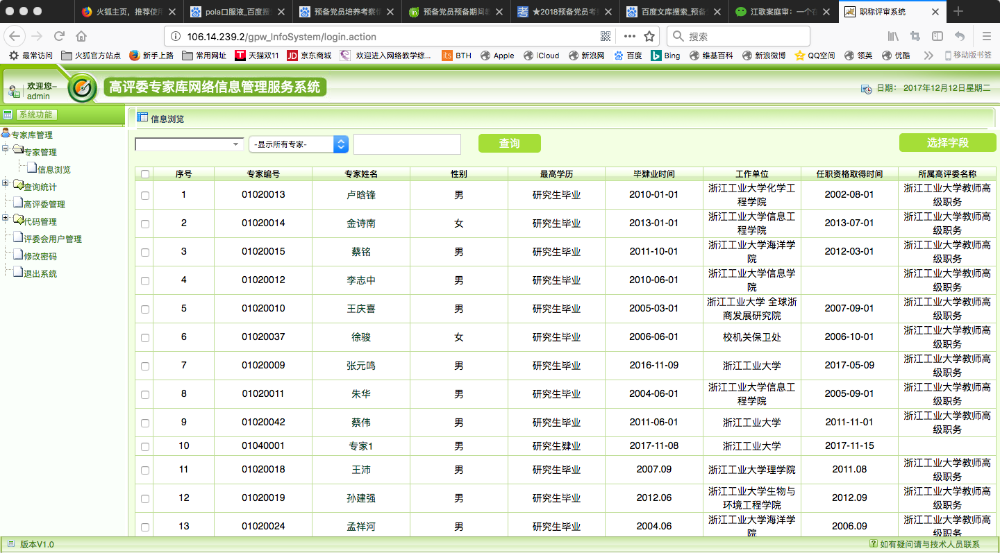 火狐主页，推荐使用
pola口服液_百度搜
预备党员培养考察
预备党员预备期间
★2018预备党员考
百度文库搜索_预备
江歌案庭审：一个
职称评审系统
106.14.239.2/gpw_InfoSystem/login.action
搜索
最常访问 火狐官方站点 新手上路 常用网址 天猫双11 京东商城 欢迎进入网络教学综... BTH Apple iCloud 新浪网 百度 Bing 维基百科 新浪微博 QQ空间 领英 优酷 移动版书签
欢迎您–
admin
高评委专家库网络信息管理服务系统
日期： 2017年12月12日星期二
系统功能
专家库管理
专家管理
信息浏览
查询统计
高评委管理
代码管理
评委会用户管理
修改密码
退出系统
信息浏览
-显示所有专家-
查询
选择字段
序号 专家编号 专家姓名 性别 最高学历 毕肄业时间 工作单位 任职资格取得时间 所属高评委名称
1 01020013 卢晗锋 男 研究生毕业 2010-01-01 浙江工业大学化学工 2002-08-01 浙江工业大学教师高
程学院 级职务
2 01020014 金诗南 女 研究生毕业 2013-01-01 浙江工业大学信息工 2013-07-01 浙江工业大学教师高
程学院 级职务
3 01020015 蔡铭 男 研究生毕业 2011-10-01 浙江工业大学海洋学 2012-03-01 浙江工业大学教师高
院 级职务
4 01020012 李志中 男 研究生毕业 2010-06-01 浙江工业大学信息学 浙江工业大学教师高
院 级职务
5 01020010 王庆喜 男 研究生毕业 2005-03-01 浙江工业大学 全球浙 2007-09-01 浙江工业大学教师高
商发展研究院 级职务
6 01020037 徐骏 女 研究生毕业 2006-06-01 校机关保卫处 2006-10-01 浙江工业大学教师高
级职务
7 01020009 张元鸣 男 研究生毕业 2016-11-09 浙江工业大学 2017-05-09 浙江工业大学教师高
级职务
8 01020011 朱华 男 研究生毕业 2004-06-01 浙江工业大学信息工 2005-09-01 浙江工业大学教师高
程学院 级职务
9 01020042 蔡伟 男 研究生毕业 2011-06-01 浙江工业大学 2011-11-01 浙江工业大学教师高
级职务
10 01040001 专家1 男 研究生肄业 2017-11-08 浙江工业大学 2017-11-15
11 01020018 王沛 男 研究生毕业 2007.09 浙江工业大学理学院 2011.08 浙江工业大学教师高
级职务
12 01020019 孙建强 男 研究生毕业 2012.06 浙江工业大学生物与 2012.09 浙江工业大学教师高
环境工程学院 级职务
13 01020024 孟祥河 男 研究生毕业 2004.06 浙江工业大学海洋学 2006.09 浙江工业大学教师高
院 级职务
版本V1.0
如有疑问请与技术人员联系